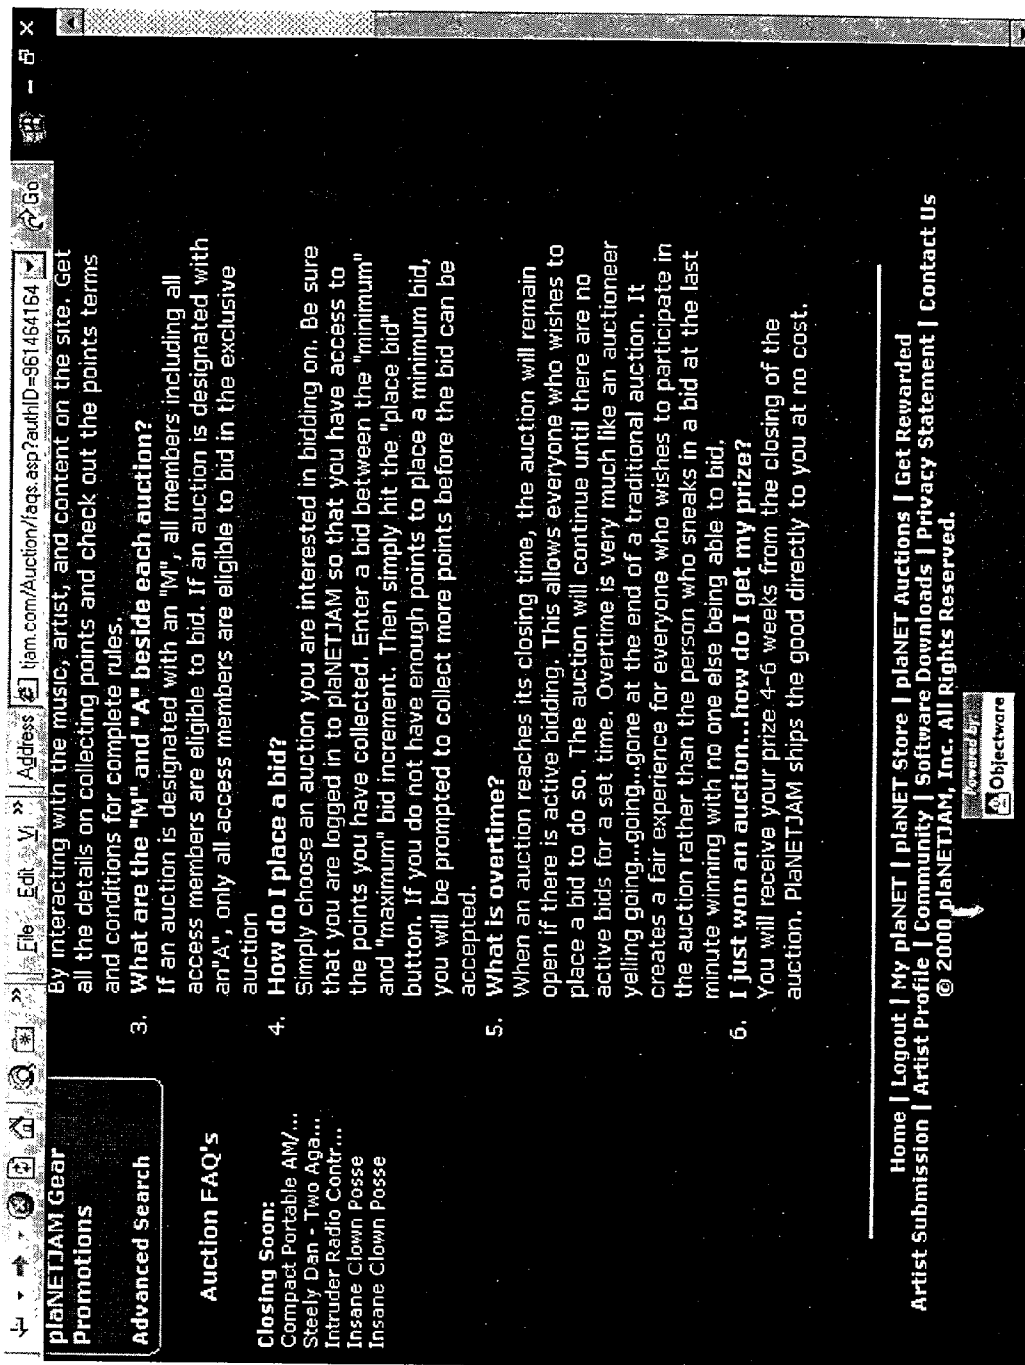 File Edit Vi » Address tjam.com/Auction/faqs.asp?authID=961464164 Go
plaNETJAM Gear
Promotions
Advanced Search
Auction FAQ's
Closing Soon:
Compact Portable AM/...
Steely Dan - Two Aga...
Intruder Radio Contr...
Insane Clown Posse
Insane Clown Posse
By interacting with the music, artist, and content on the site. Get
all the details on collecting points and check out the points terms
and conditions for complete rules.
3. What are the "M" and "A" beside each auction?
If an auction is designated with an "M", all members including all
access members are eligible to bid. If an auction is designated with
an"A", only all access members are eligible to bid in the exclusive
auction
4. How do I place a bid?
Simply choose an auction you are interested in bidding on. Be sure
that you are logged in to plaNETJAM so that you have access to
the points you have collected. Enter a bid between the "minimum"
and "maximum" bid increment. Then simply hit the "place bid"
button. If you do not have enough points to place a minimum bid,
you will be prompted to collect more points before the bid can be
accepted.
5. What is overtime?
When an auction reaches its closing time, the auction will remain
open if there is active bidding. This allows everyone who wishes to
place a bid to do so. The auction will continue until there are no
active bids for a set time. Overtime is very much like an auctioneer
yelling going...going..gone at the end of a traditional auction. It
creates a fair experience for everyone who wishes to participate in
the auction rather than the person who sneaks in a bid at the last
minute winning with no one else being able to bid.
6. I just won an auction...how do I get my prize?
You will receive your prize 4-6 weeks from the closing of the
auction. PlaNETJAM ships the good directly to you at no cost.
Home | Logout | My plaNET | plaNET Store | plaNET Auctions | Get Rewarded
Artist Submission | Artist Profile | Community | Software Downloads | Privacy Statement | Contact Us
© 2000 plaNETJAM, Inc. All Rights Reserved.
Powered By
Objectware